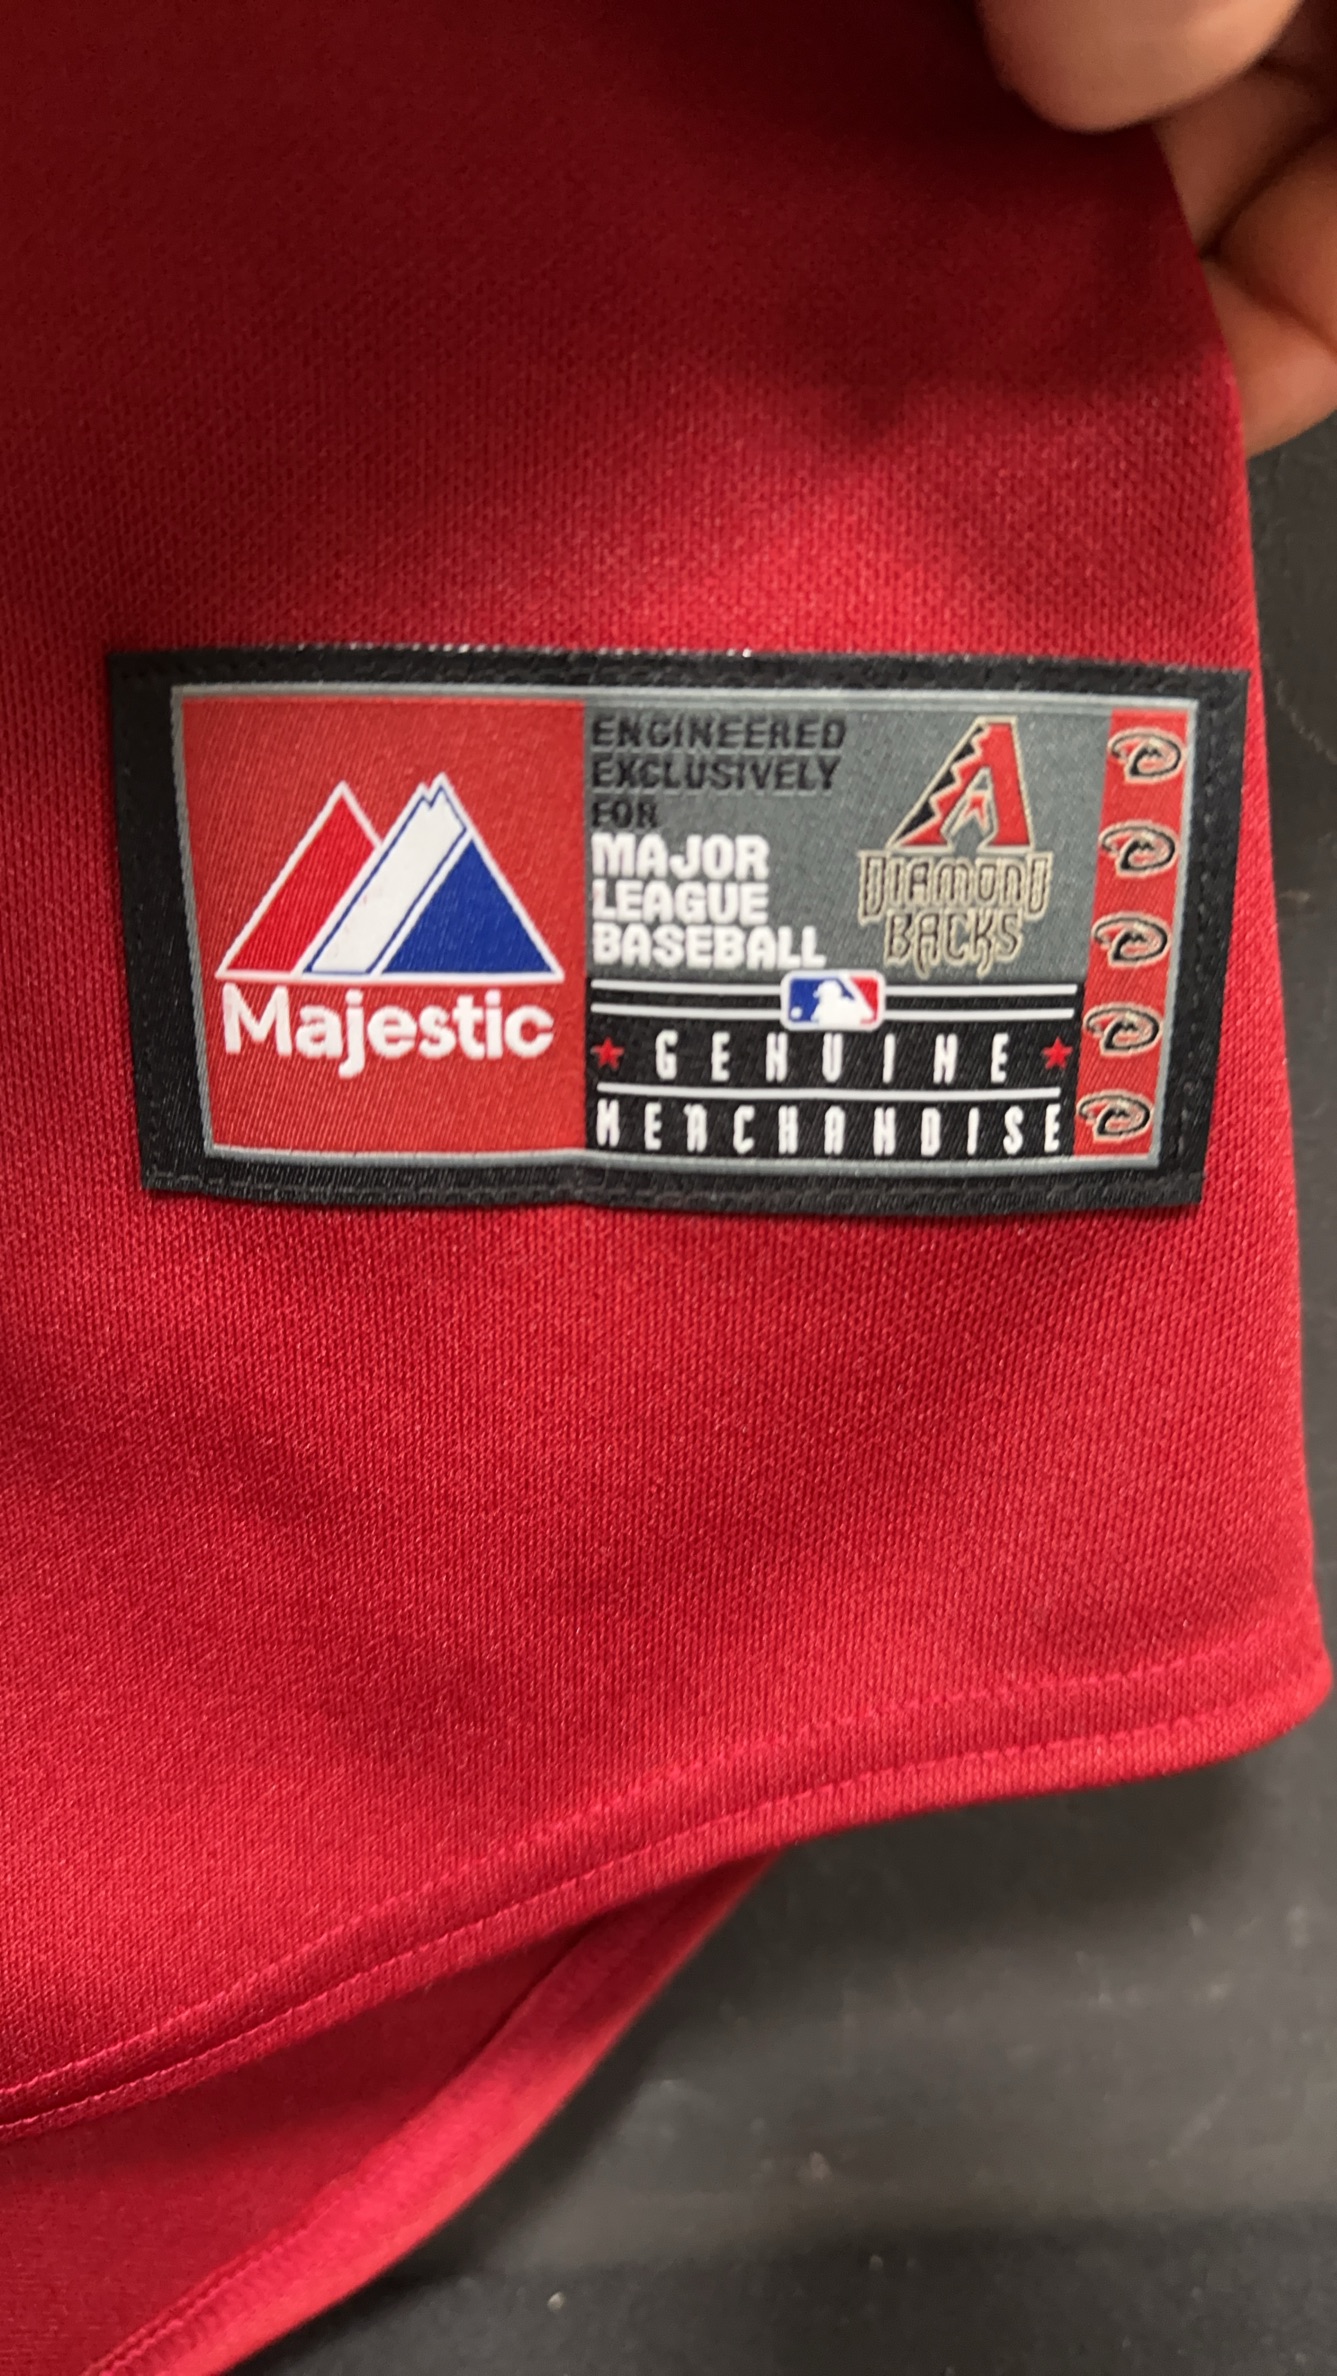 Majestic
ENGINEERED
EXCLUSIVELY
FOR
MAJOR
LEAGUE
BASEBALL
A
DIAMOND
BACKS
GENUINE
MERCHANDISE